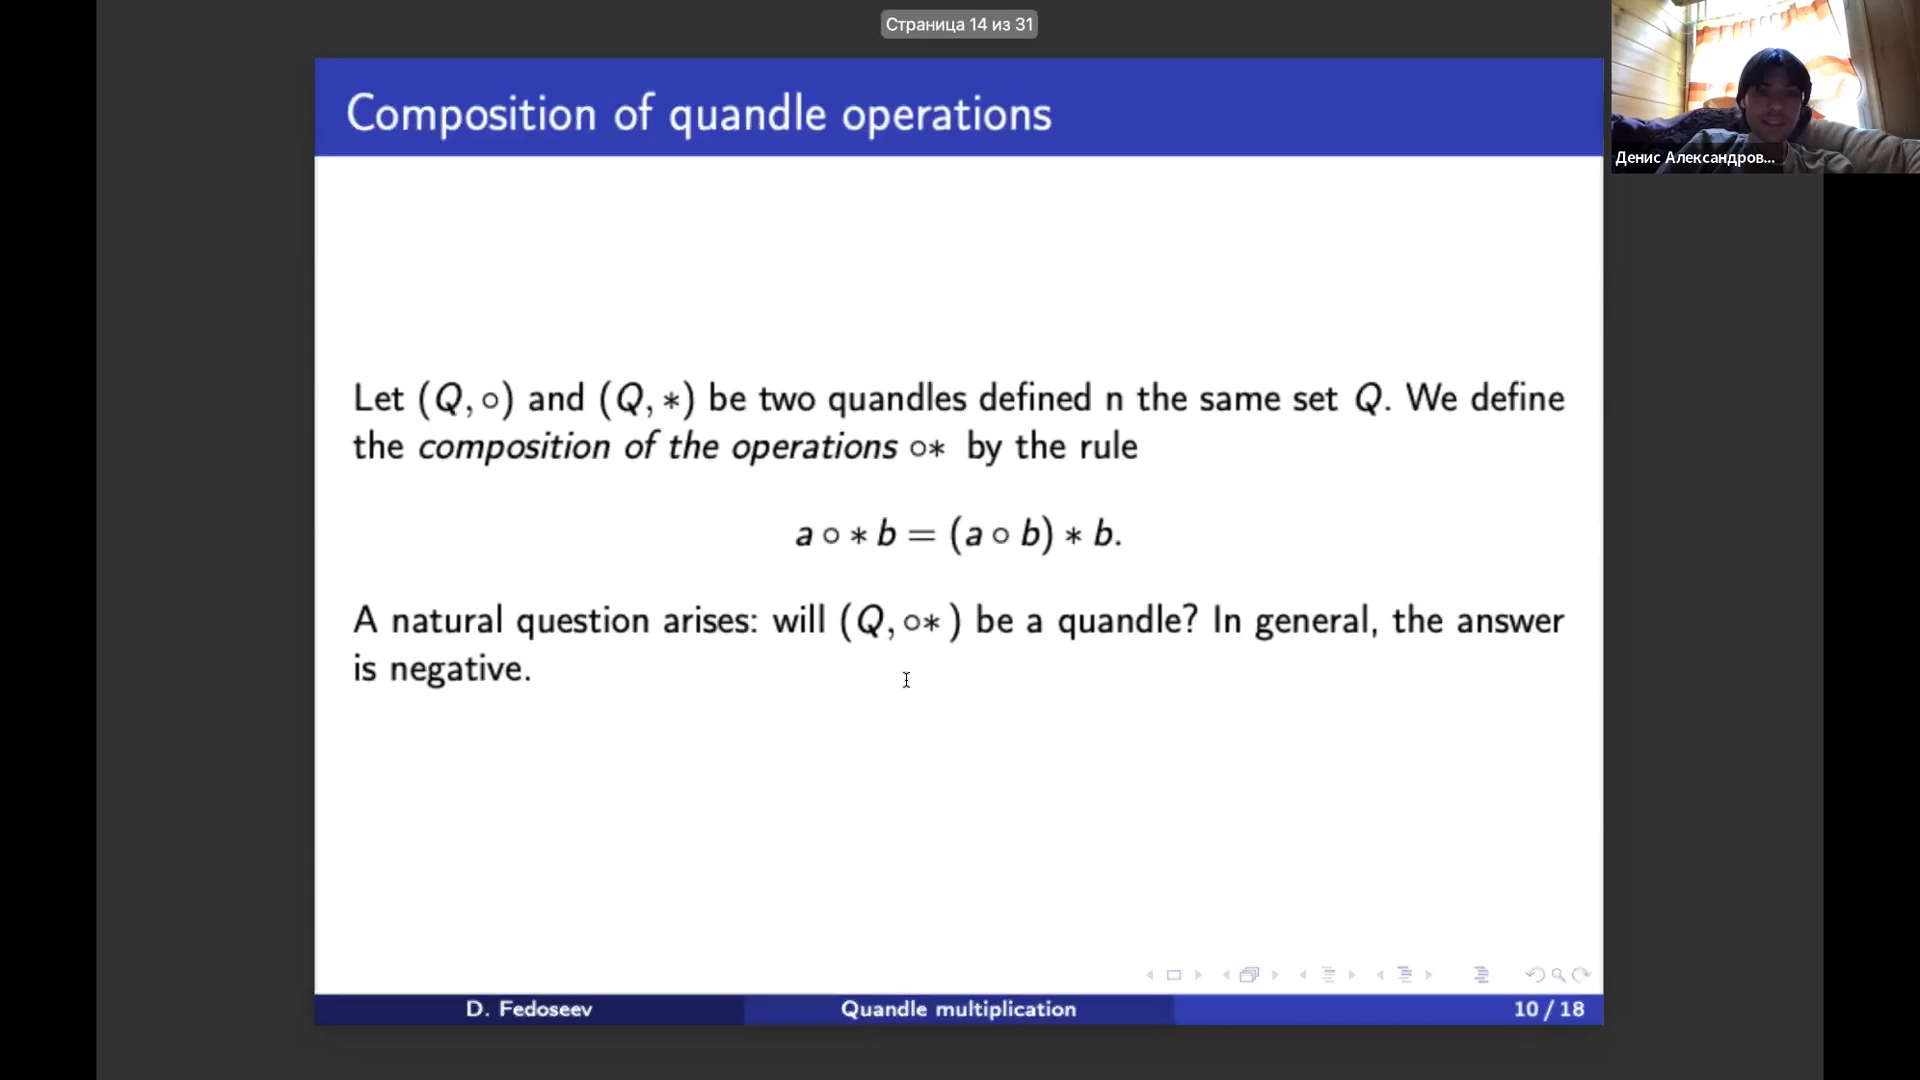 Страница 14 из 31
Composition of quandle operations
Денис Александров...
Let (Q, ∘) and (Q, ∗) be two quandles defined n the same set Q. We define
the composition of the operations ∘∗ by the rule
a ∘ ∗ b = (a ∘ b) ∗ b.
A natural question arises: will (Q, ∘∗ ) be a quandle? In general, the answer
is negative.
D. Fedoseev
Quandle multiplication
10 / 18